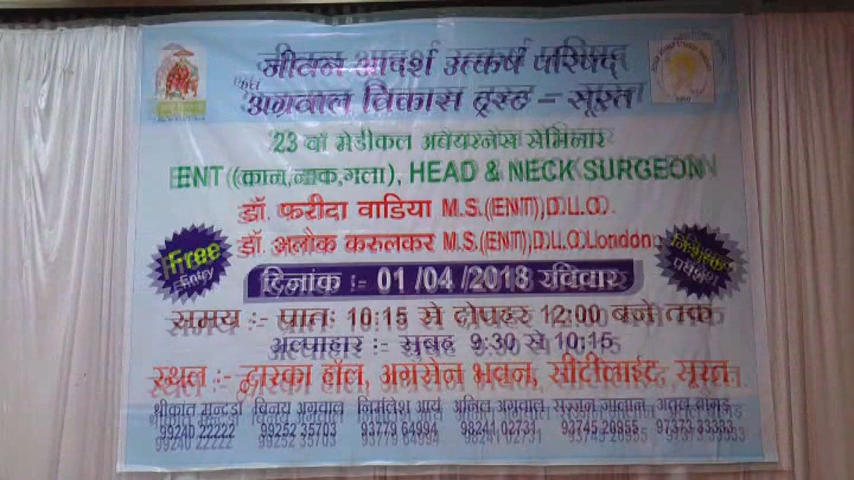 जीवन आदर्श उत्कर्ष परिषद्
एवं
अग्रवाल विकास ट्रस्ट – सूरत
23 वाँ मेडीकल अवेयरनेस सेमिनार
ENT (कान,नाक,गला), HEAD & NECK SURGEON
डॉ. फरीदा वाडिया M.S.(ENT),D.L.O.
डॉ. अलोक करुलकर M.S.(ENT),D.L.O.London
Free
Entry
निःशुल्क
प्रवेश
दिनांक :- 01 /04 /2018 रविवार
समय :- प्रातः 10:15 से दोपहर 12:00 बजे तक
अल्पाहार :- सुबह 9:30 से 10:15
स्थल :- द्वारका हॉल, अग्रसेन भवन, सीटीलाईट, सूरत
श्रीकांत मुन्दड़ा विनय अग्रवाल निर्मलेश आर्य अनिल अग्रवाल सज्जन जालान अतुल बांगड़
99240 22222 99252 35703 93779 64994 98241 02731 93745 20955 97373 33333